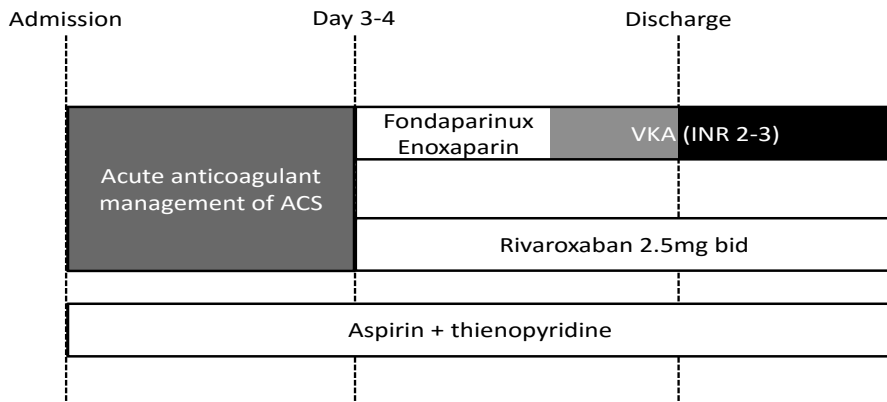 Admission
Day 3-4
Discharge
Fondaparinux
Enoxaparin
VKA (INR 2-3)
Acute anticoagulant
management of ACS
Rivaroxaban 2.5mg bid
Aspirin + thienopyridine